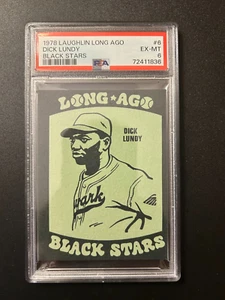 1978 LAUGHLIN LONG AGO #6
DICK LUNDY EX-MT
BLACK STARS 6
PSA 72411836
LONG ★ AGO
DICK
LUNDY
ewark
BLACK STARS